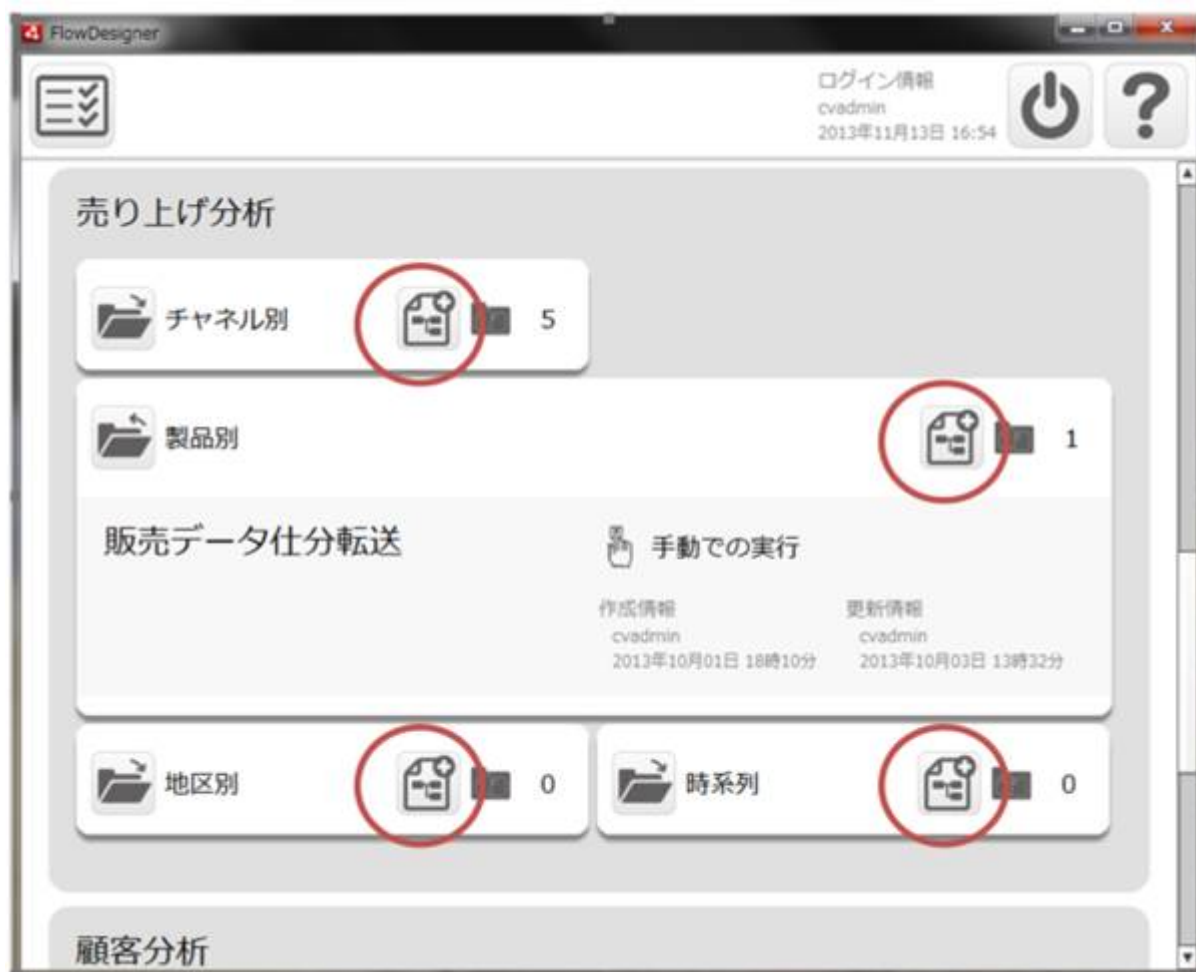 FlowDesigner
ログイン情報
cvadmin
2013年11月13日 16:54
売り上げ分析
チャネル別 5
製品別 1
販売データ仕分転送 手動での実行
作成情報 更新情報
cvadmin cvadmin
2013年10月01日 18時10分 2013年10月03日 13時32分
地区別 0 時系列 0
顧客分析